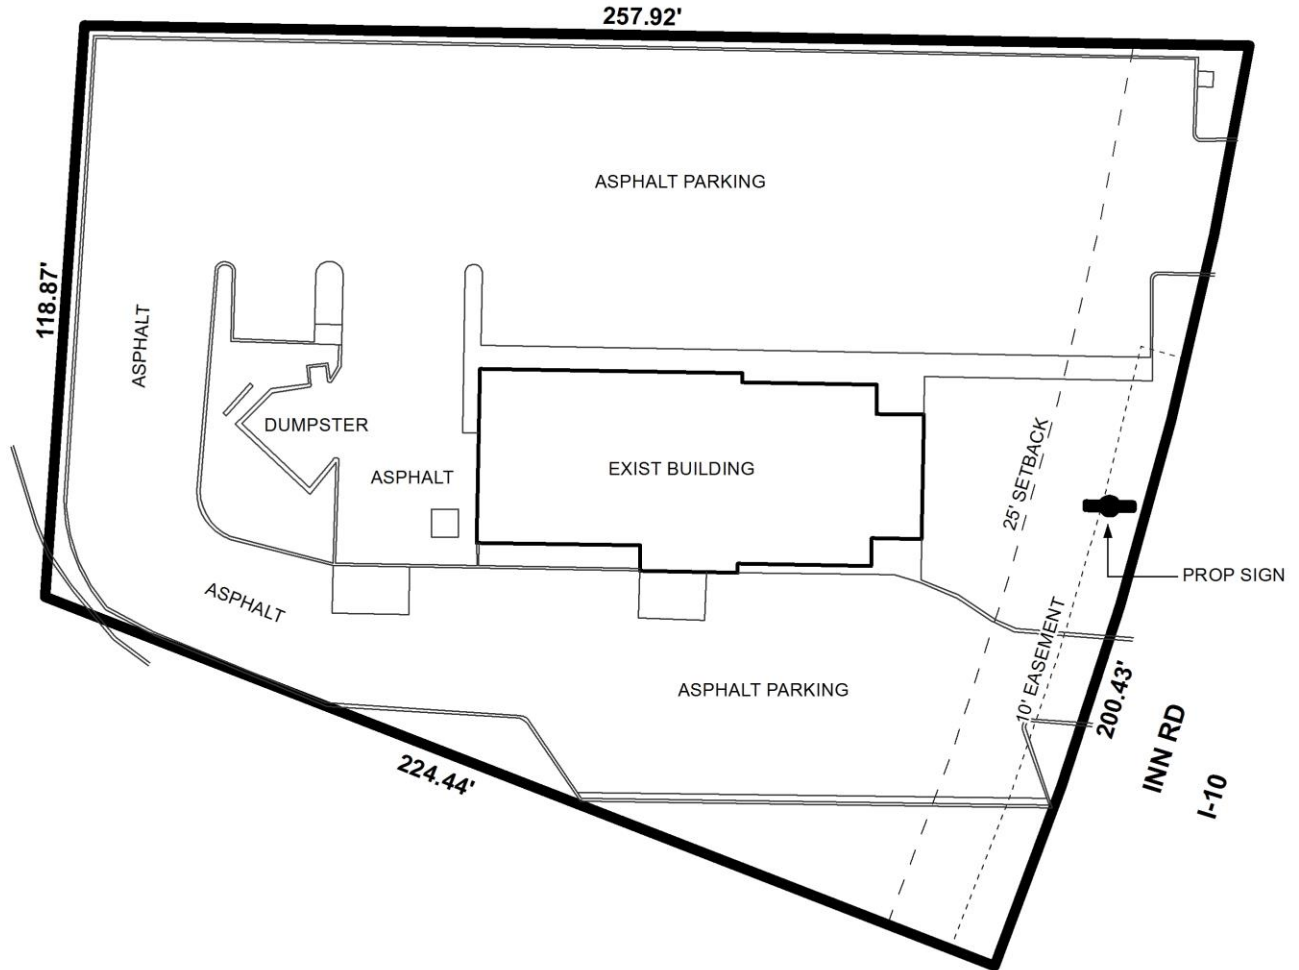 257.92'
ASPHALT PARKING
118.87'
ASPHALT
DUMPSTER
ASPHALT
EXIST BUILDING
25' SETBACK
PROP SIGN
ASPHALT
10' EASEMENT
ASPHALT PARKING
200.43'
INN RD
I-10
224.44'